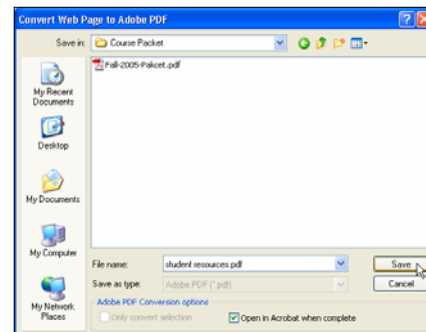 Convert Web Page to Adobe PDF
Save in: Course Packet
Fall-2005-Pakcet.pdf
My Recent
Documents
Desktop
My Documents
My Computer
My Network
Places
File name: student resources.pdf Save
Save as type: Adobe PDF (*.pdf) Cancel
Adobe PDF Conversion options
Only convert selection Open in Acrobat when complete